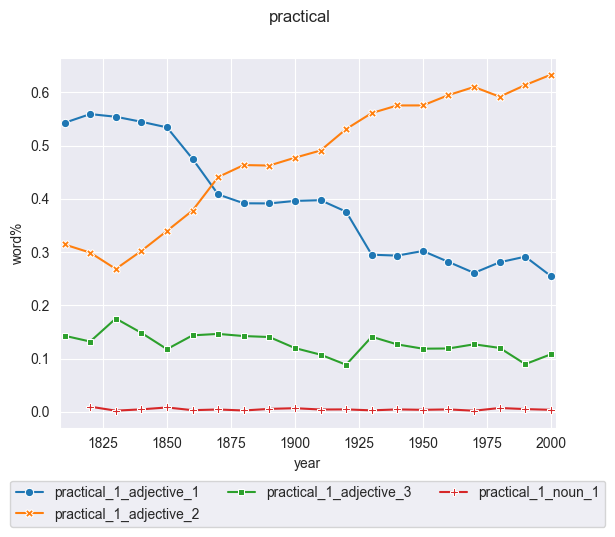 practical
word%
0.6
0.5
0.4
0.3
0.2
0.1
0.0
1825 1850 1875 1900 1925 1950 1975 2000
year
practical_1_adjective_1 practical_1_adjective_3 practical_1_noun_1
practical_1_adjective_2